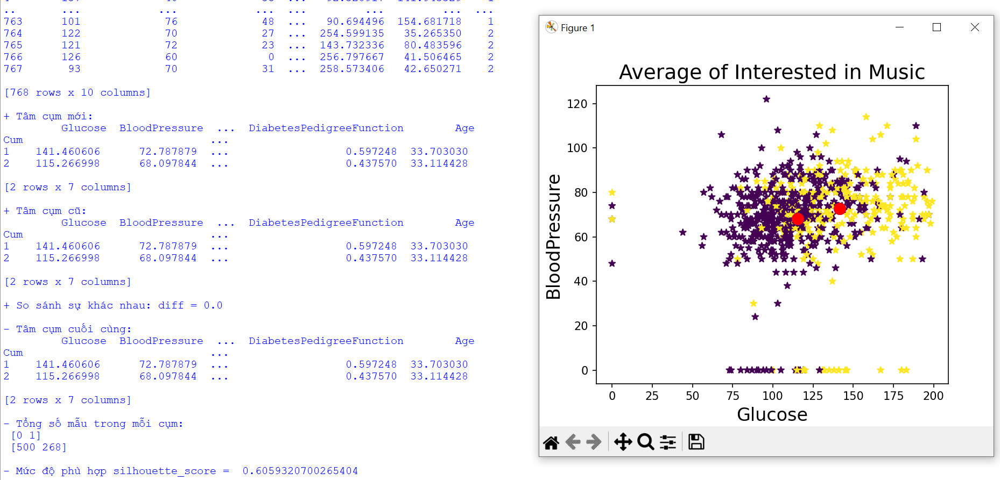 ..       ...            ...            ...  ...         ...         ...  ...
763      101             76             48  ...   90.694496  154.681718    1
764      122             70             27  ...  254.599135   35.265350    2
765      121             72             23  ...  143.732336   80.483596    2
766      126             60              0  ...  256.797667   41.506465    2
767       93             70             31  ...  258.573406   42.650271    2
[768 rows x 10 columns]
+ Tâm cụm mới:
Glucose  BloodPressure  ...  DiabetesPedigreeFunction        Age
Cum                             ...
1    141.460606      72.787879  ...                  0.597248  33.703030
2    115.266998      68.097844  ...                  0.437570  33.114428
[2 rows x 7 columns]
+ Tâm cụm cũ:
Glucose  BloodPressure  ...  DiabetesPedigreeFunction        Age
Cum                             ...
1    141.460606      72.787879  ...                  0.597248  33.703030
2    115.266998      68.097844  ...                  0.437570  33.114428
[2 rows x 7 columns]
+ So sánh sự khác nhau: diff = 0.0
- Tâm cụm cuối cùng:
Glucose  BloodPressure  ...  DiabetesPedigreeFunction        Age
Cum                             ...
1    141.460606      72.787879  ...                  0.597248  33.703030
2    115.266998      68.097844  ...                  0.437570  33.114428
[2 rows x 7 columns]
- Tổng số mẫu trong mỗi cụm:
[0 1]
[500 268]
- Mức độ phù hợp silhouette_score =  0.6059320700265404
Figure 1
Average of Interested in Music
120
100
80
60
40
20
0
BloodPressure
0 25 50 75 100 125 150 175 200
Glucose